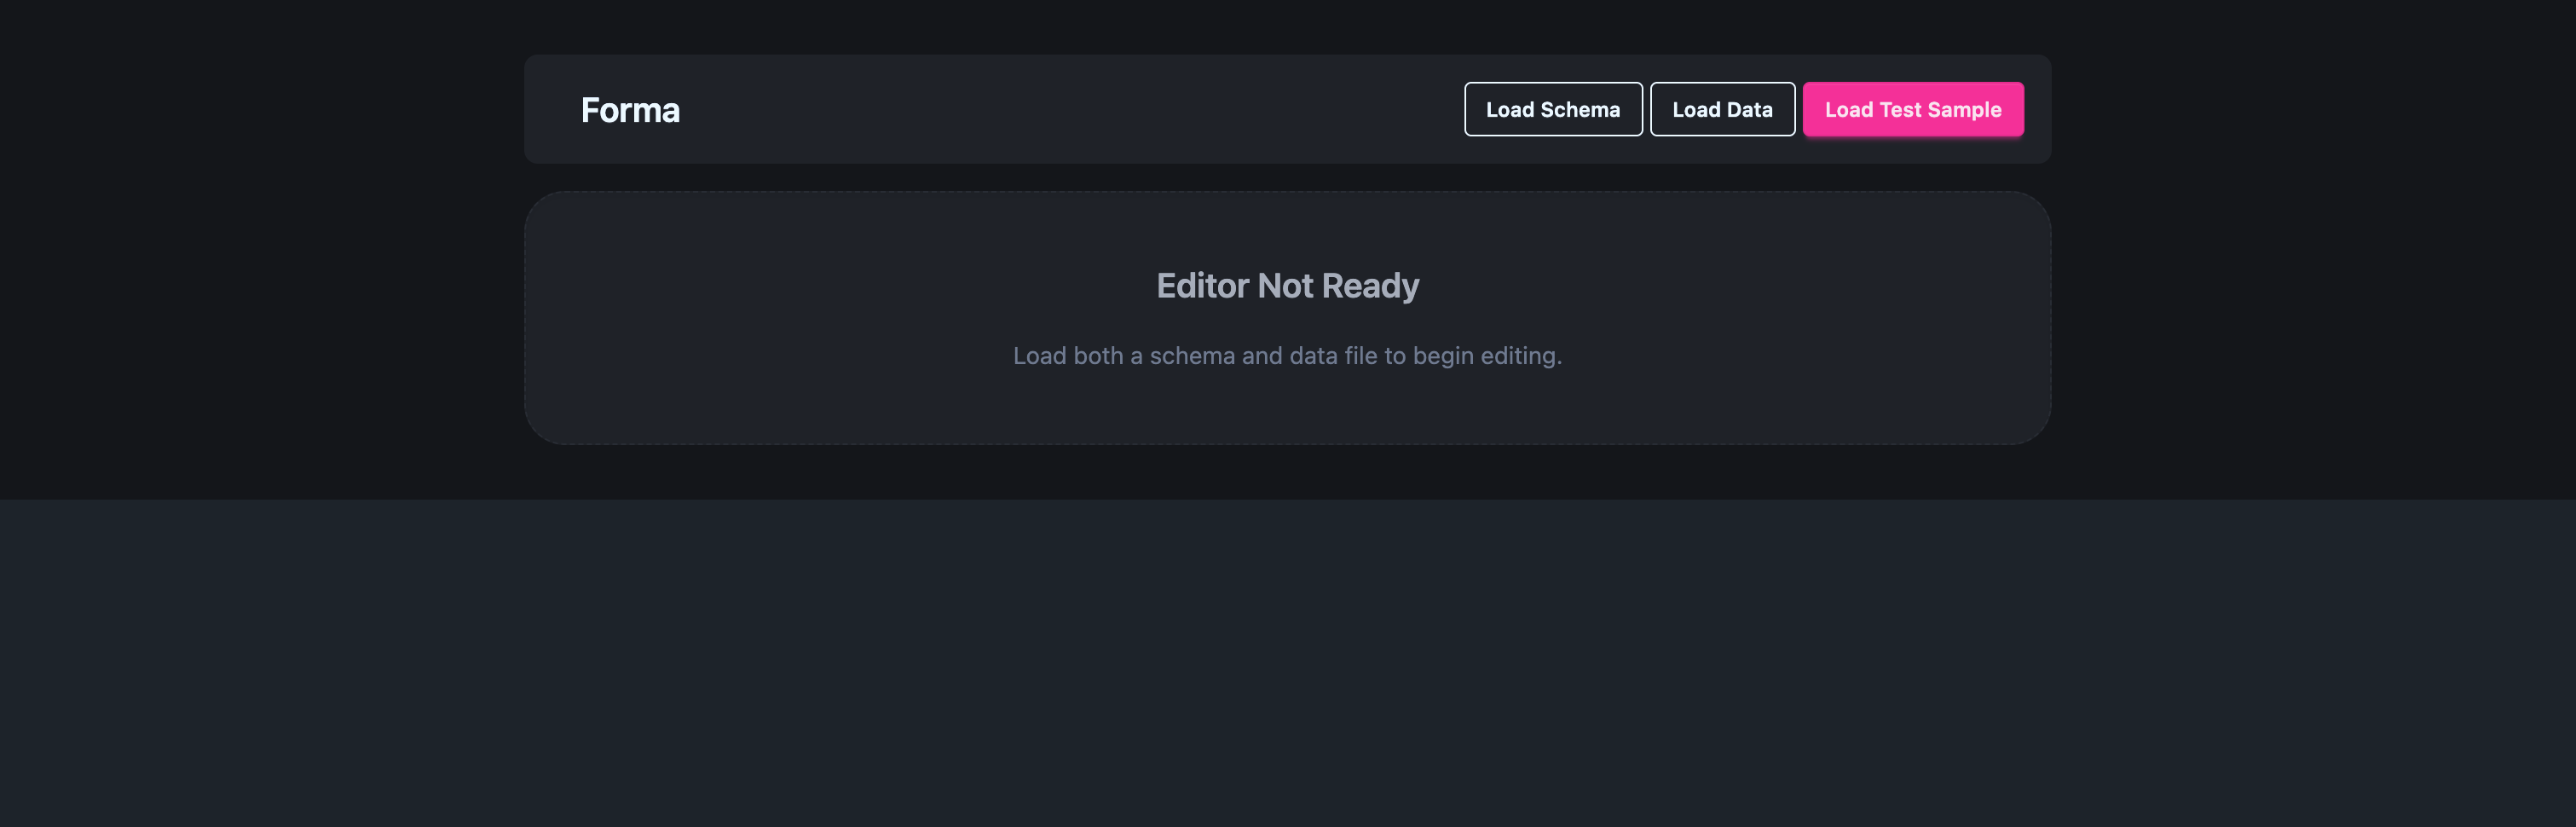 Forma
Load Schema
Load Data
Load Test Sample
Editor Not Ready
Load both a schema and data file to begin editing.